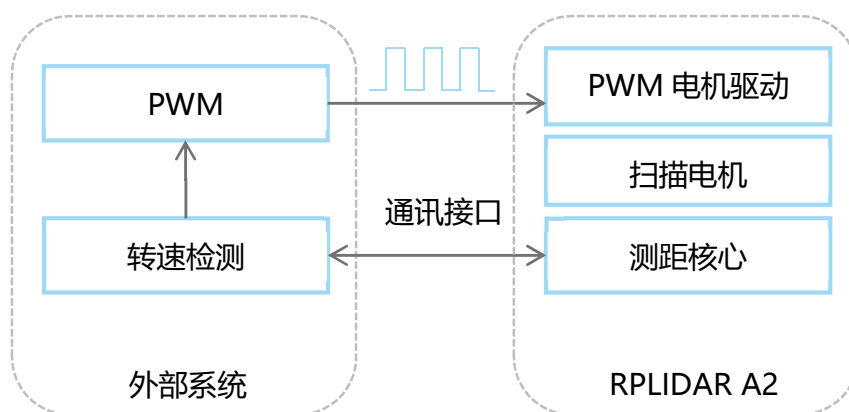 PWM
PWM 电机驱动
扫描电机
通讯接口
转速检测
测距核心
外部系统
RPLIDAR A2